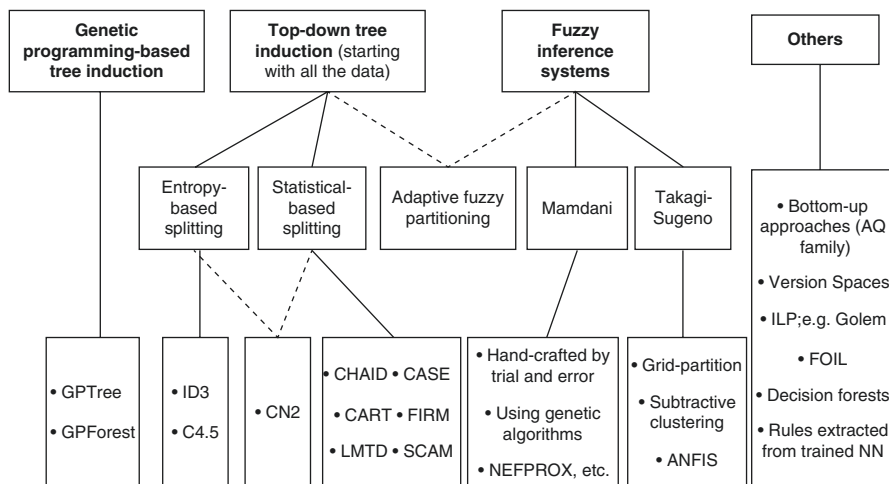 Genetic
programming-based
tree induction
Top-down tree
induction (starting
with all the data)
Fuzzy
inference
systems
Others
Entropy-
based
splitting
Statistical-
based
splitting
Adaptive fuzzy
partitioning
Mamdani
Takagi-
Sugeno
• GPTree
• GPForest
• ID3
• C4.5
• CN2
• CHAID • CASE
• CART • FIRM
• LMTD • SCAM
• Hand-crafted by
trial and error
• Using genetic
algorithms
• NEFPROX, etc.
• Grid-partition
• Subtractive
clustering
• ANFIS
• Bottom-up
approaches (AQ
family)
• Version Spaces
• ILP;e.g. Golem
• FOIL
• Decision forests
• Rules extracted
from trained NN